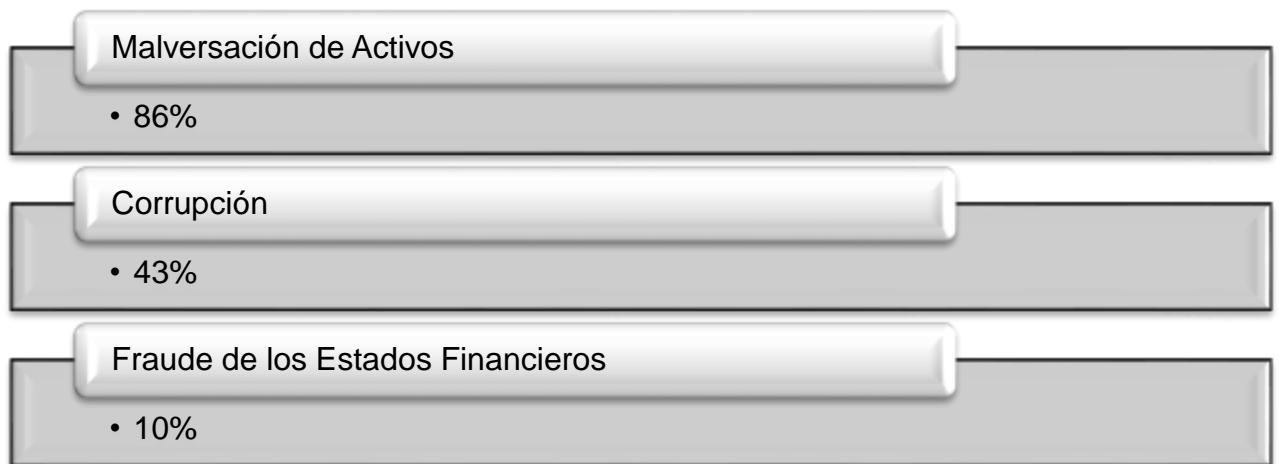 Malversación de Activos
• 86%
Corrupción
• 43%
Fraude de los Estados Financieros
• 10%